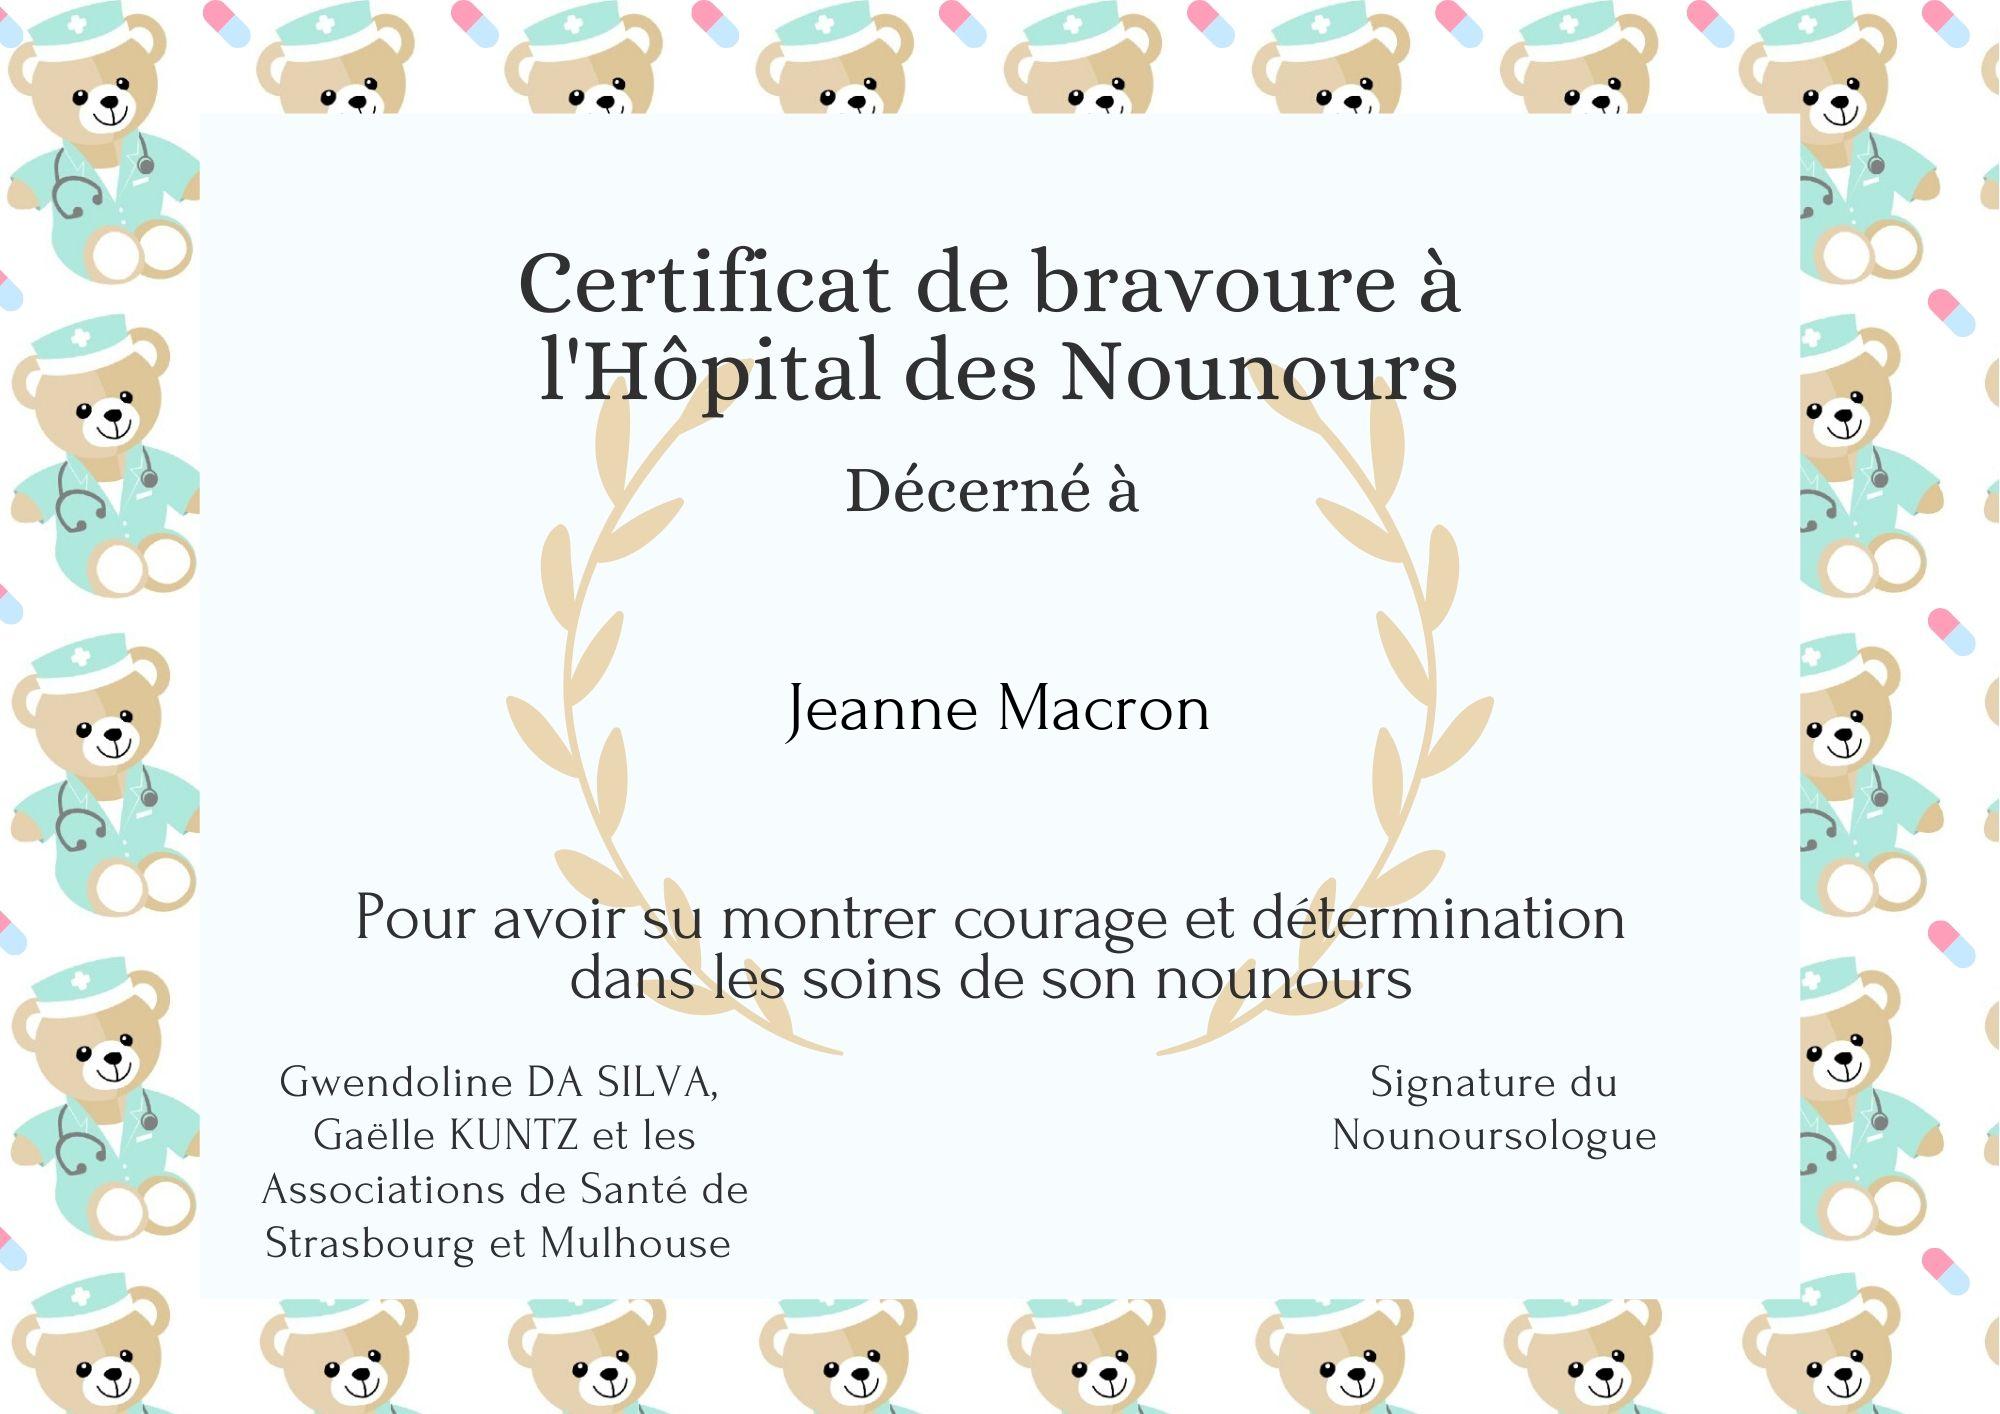 Certificat de bravoure à
l'Hôpital des Nounours
Décerné à
Jeanne Macron
Pour avoir su montrer courage et détermination
dans les soins de son nounours
Gwendoline DA SILVA,
Gaëlle KUNTZ et les
Associations de Santé de
Strasbourg et Mulhouse
Signature du
Nounoursologue